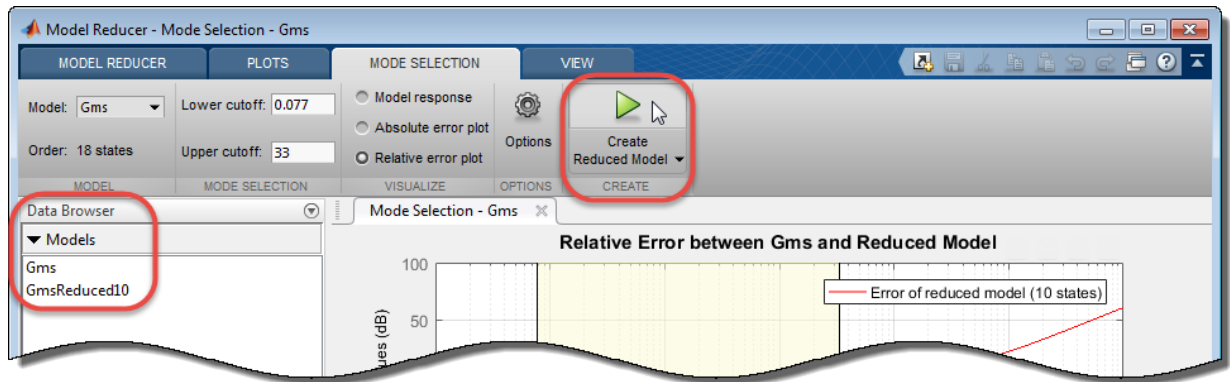 Model Reducer - Mode Selection - Gms
MODEL REDUCER PLOTS MODE SELECTION VIEW
Model: Gms Lower cutoff: 0.077 Model response
Absolute error plot
Order: 18 states Upper cutoff: 33 Relative error plot
Options Create
Reduced Model
MODEL MODE SELECTION VISUALIZE OPTIONS CREATE
Data Browser Mode Selection - Gms
Models
Gms
GmsReduced10
Relative Error between Gms and Reduced Model
100
Error of reduced model (10 states)
50
(dB)